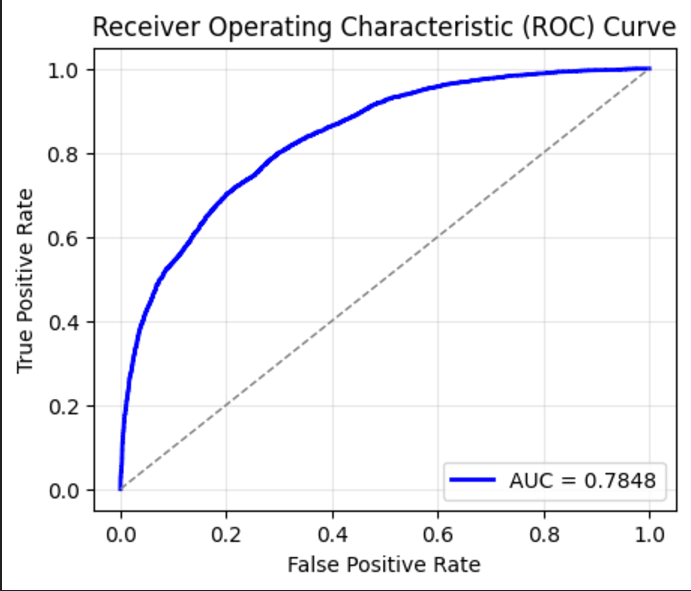 Receiver Operating Characteristic (ROC) Curve
1.0
0.8
0.6
0.4
0.2
0.0
True Positive Rate
AUC = 0.7848
0.0 0.2 0.4 0.6 0.8 1.0
False Positive Rate